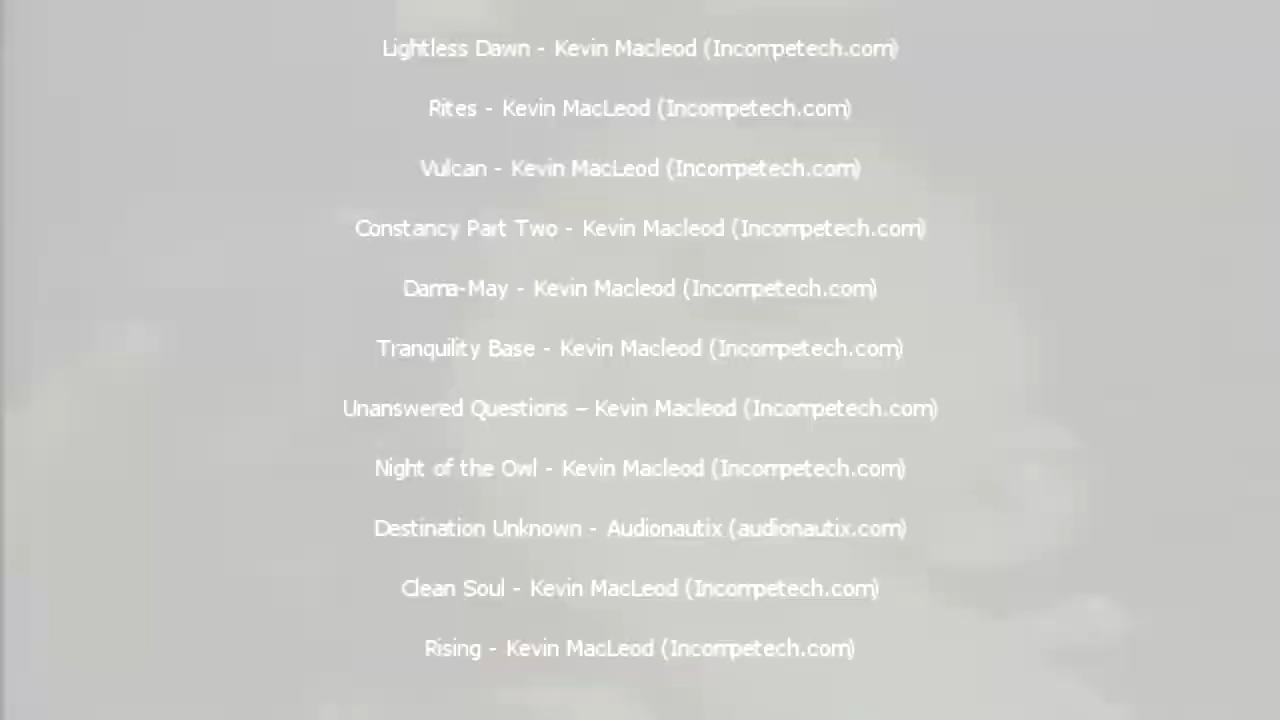 Lightless Dawn - Kevin Macleod (Incompetech.com)
Rites - Kevin MacLeod (Incompetech.com)
Vulcan - Kevin MacLeod (Incompetech.com)
Constancy Part Two - Kevin Macleod (Incompetech.com)
Dama-May - Kevin Macleod (Incompetech.com)
Tranquility Base - Kevin Macleod (Incompetech.com)
Unanswered Questions – Kevin Macleod (Incompetech.com)
Night of the Owl - Kevin Macleod (Incompetech.com)
Destination Unknown - Audionautix (audionautix.com)
Clean Soul - Kevin MacLeod (Incompetech.com)
Rising - Kevin MacLeod (Incompetech.com)